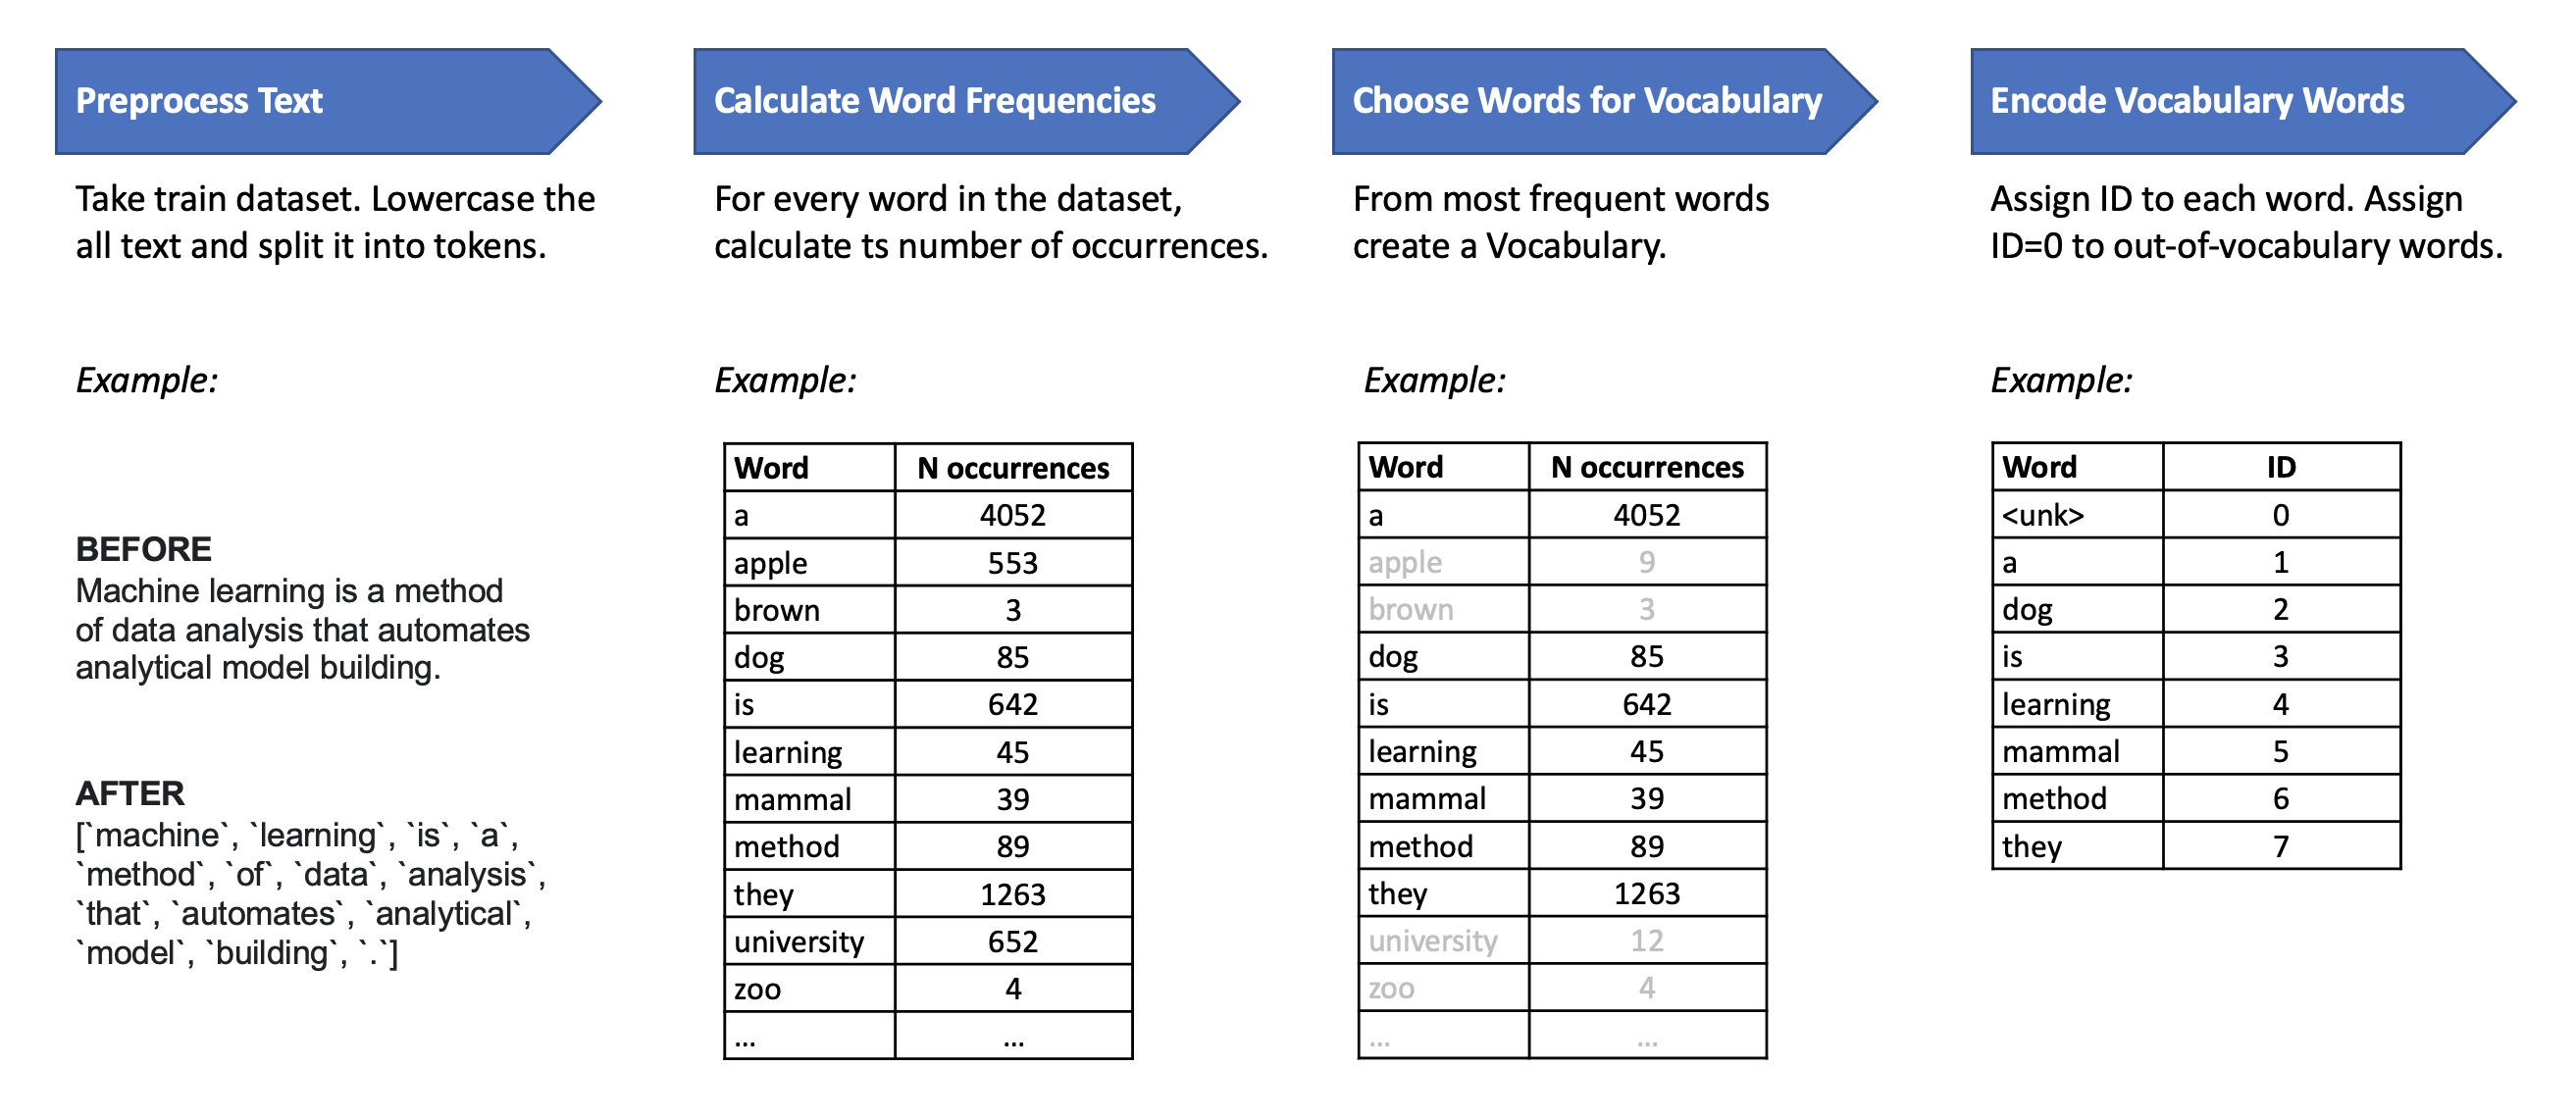 Preprocess Text
Take train dataset. Lowercase the
all text and split it into tokens.
Example:
BEFORE
Machine learning is a method
of data analysis that automates
analytical model building.
AFTER
[`machine`, `learning`, `is`, `a`,
`method`, `of`, `data`, `analysis`,
`that`, `automates`, `analytical`,
`model`, `building`, `.`]
Calculate Word Frequencies
For every word in the dataset,
calculate ts number of occurrences.
Example:
Word N occurrences
a 4052
apple 553
brown 3
dog 85
is 642
learning 45
mammal 39
method 89
they 1263
university 652
zoo 4
... ...
Choose Words for Vocabulary
From most frequent words
create a Vocabulary.
Example:
Word N occurrences
a 4052
apple 9
brown 3
dog 85
is 642
learning 45
mammal 39
method 89
they 1263
university 12
zoo 4
... ...
Encode Vocabulary Words
Assign ID to each word. Assign
ID=0 to out-of-vocabulary words.
Example:
Word ID
<unk> 0
a 1
dog 2
is 3
learning 4
mammal 5
method 6
they 7